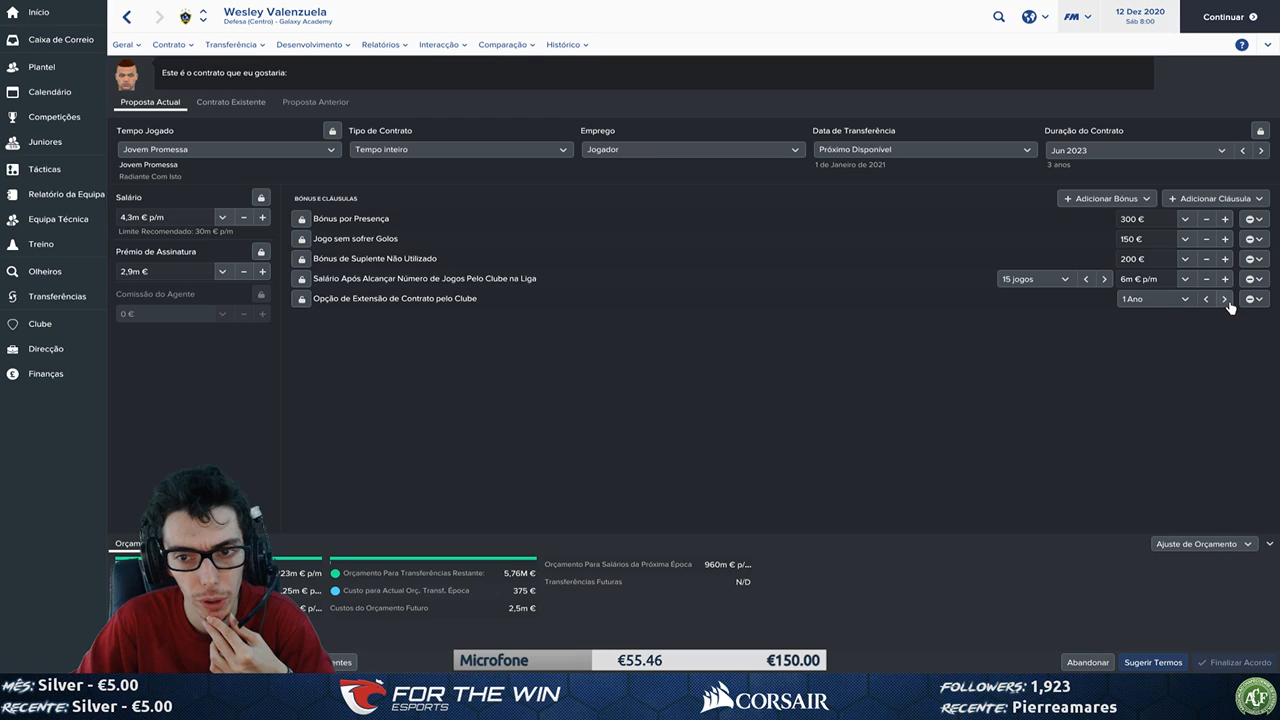 Início
Caixa de Correio
Plantel
Calendário
Competições
Juniores
Tácticas
Relatório da Equipa
Equipa Técnica
Treino
Olheiros
Transferências
Clube
Direcção
Finanças
Wesley Valenzuela
Defesa (Centro) - Galaxy Academy
FM
12 Dez 2020
Sáb 8:00
Continuar
Geral
Contrato
Transferência
Desenvolvimento
Relatórios
Interacção
Comparação
Histórico
?
Este é o contrato que eu gostaria:
Proposta Actual
Contrato Existente
Proposta Anterior
Tempo Jogado
Jovem Promessa
Jovem Promessa
Radiante Com Isto
Tipo de Contrato
Tempo inteiro
Emprego
Jogador
Data de Transferência
Próximo Disponível
1 de Janeiro de 2021
Duração do Contrato
Jun 2023
3 anos
Salário
4,3m € p/m
Limite Recomendado: 30m € p/m
Prémio de Assinatura
2,9m €
Comissão do Agente
0 €
BÓNUS E CLÁUSULAS
Adicionar Bónus
Adicionar Cláusula
Bónus por Presença 300 €
Jogo sem sofrer Golos 150 €
Bónus de Suplente Não Utilizado 200 €
Salário Após Alcançar Número de Jogos Pelo Clube na Liga 15 jogos 6m € p/m
Opção de Extensão de Contrato pelo Clube 1 Ano
Ajuste de Orçamento
23m € p/m
.25m € p/...
€ p/...
Orçamento Para Transferências Restante: 5,76M €
Custo para Actual Orç. Transf. Época 375 €
Custos do Orçamento Futuro 2,5m €
Orçamento Para Salários da Próxima Época 960m € p/...
Transferências Futuras N/D
Abandonar
Sugerir Termos
Finalizar Acordo
Microfone €55.46 €150.00
MÊS: Silver - €5.00
RECENTE: Silver - €5.00
FOR THE WIN
ESPORTS
CORSAIR
FOLLOWERS: 1,923
RECENTE: Pierreamares